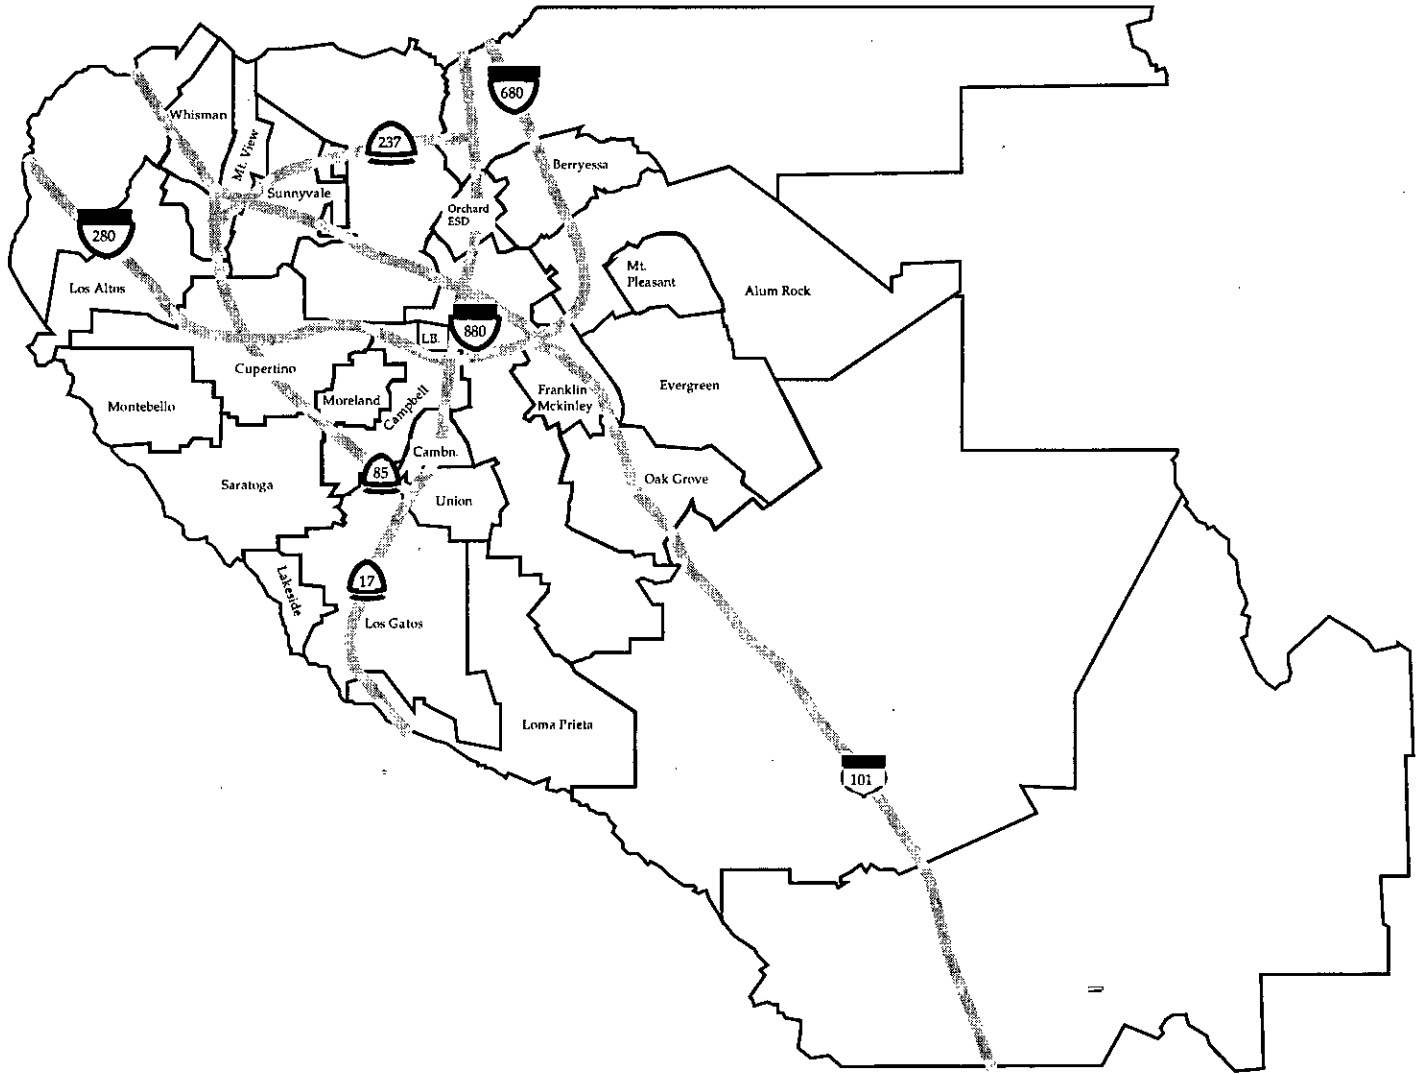 680
Whisman
237
Mt. View
Berryessa
Sunnyvale
Orchard
ESD
280
Mt.
Pleasant
Los Altos
Alum Rock
880
L.B.
Cupertino
Evergreen
Franklin
Mckinley
Moreland
Campbell
Montebello
Cambn.
85
Oak Grove
Saratoga
Union
17
Lakeside
Los Gatos
Loma Prieta
101